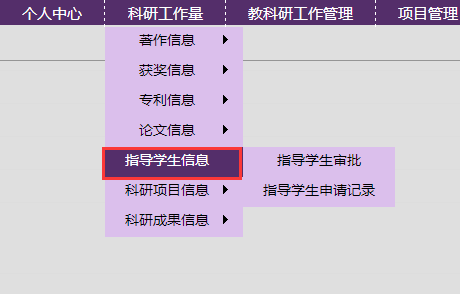 个人中心 科研工作量 教科研工作管理 项目管理
著作信息
获奖信息
专利信息
论文信息
指导学生信息 指导学生审批
科研项目信息 指导学生申请记录
科研成果信息